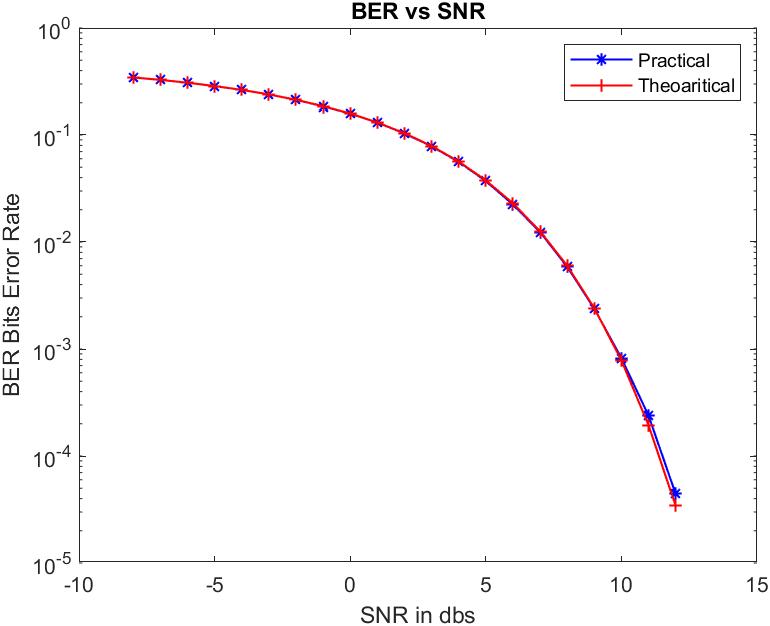 BER vs SNR
Practical
Theoaritical
BER Bits Error Rate
10^0
10^-1
10^-2
10^-3
10^-4
10^-5
-10 -5 0 5 10 15
SNR in dbs